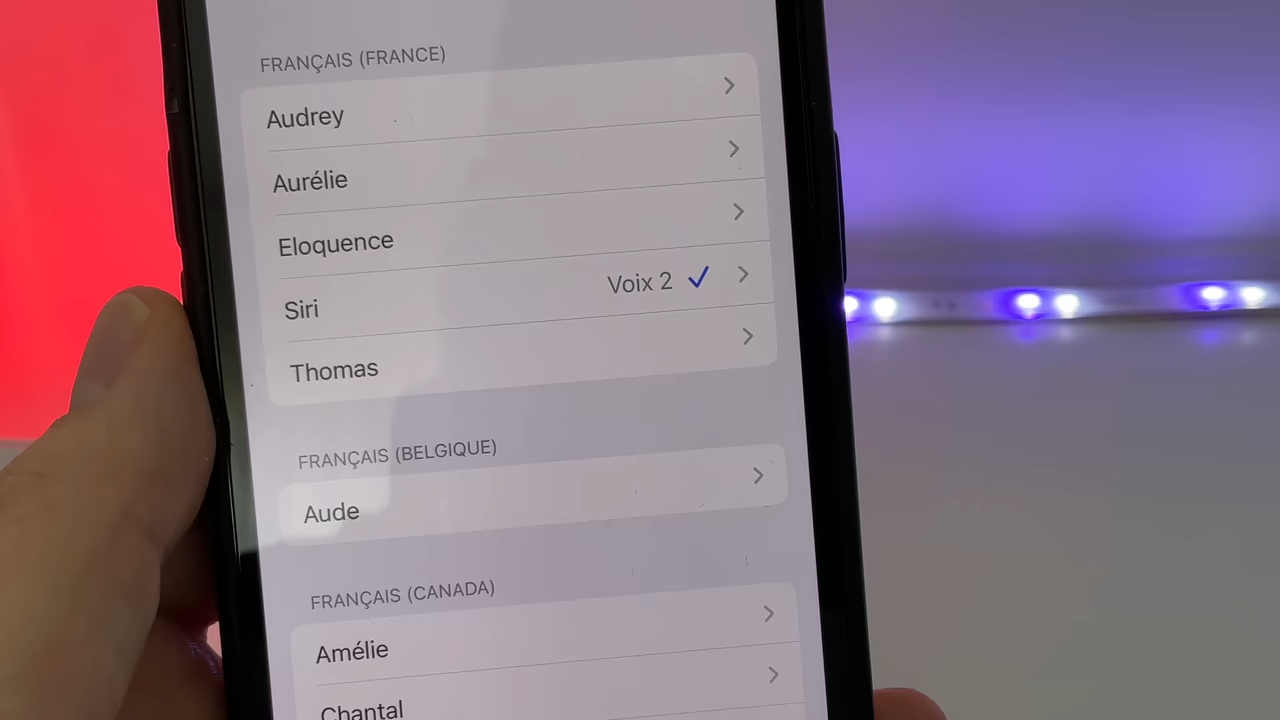 FRANÇAIS (FRANCE)
Audrey
Aurélie
Eloquence
Siri Voix 2
Thomas
FRANÇAIS (BELGIQUE)
Aude
FRANÇAIS (CANADA)
Amélie
Chantal